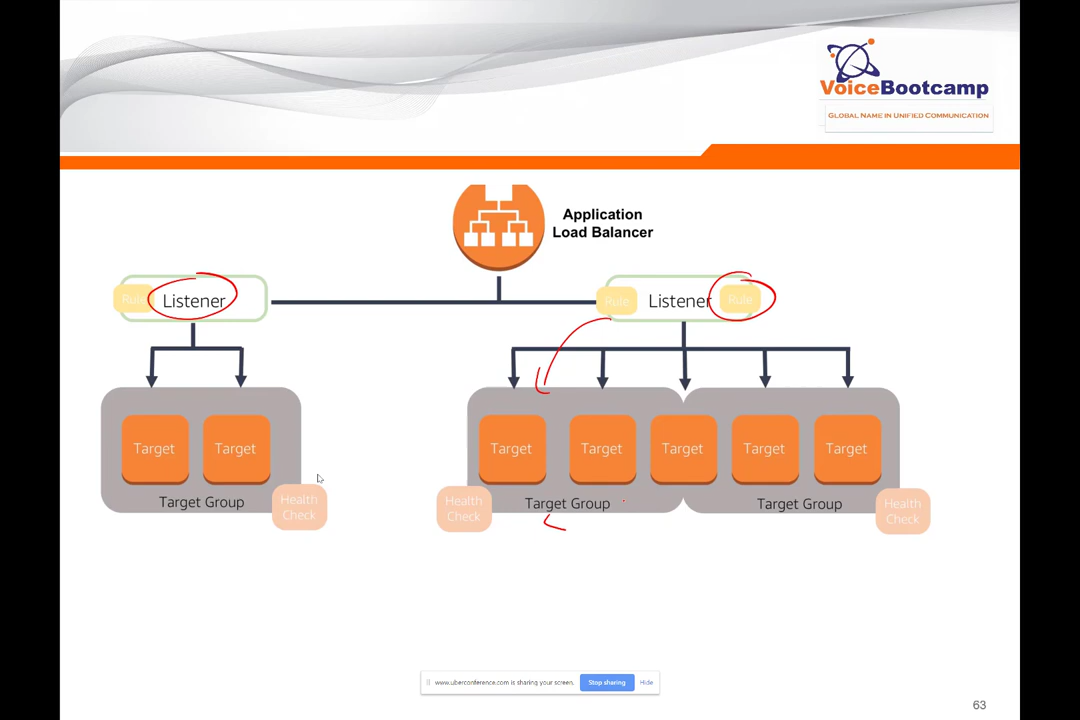 VoiceBootcamp
GLOBAL NAME IN UNIFIED COMMUNICATION
Application
Load Balancer
Rule
Listener
Rule
Listener
Rule
Target
Target
Target
Target
Target
Target
Target
Target Group
Health
Check
Health
Check
Target Group
Target Group
Health
Check
www.uberconference.com is sharing your screen.
Stop sharing
Hide
63